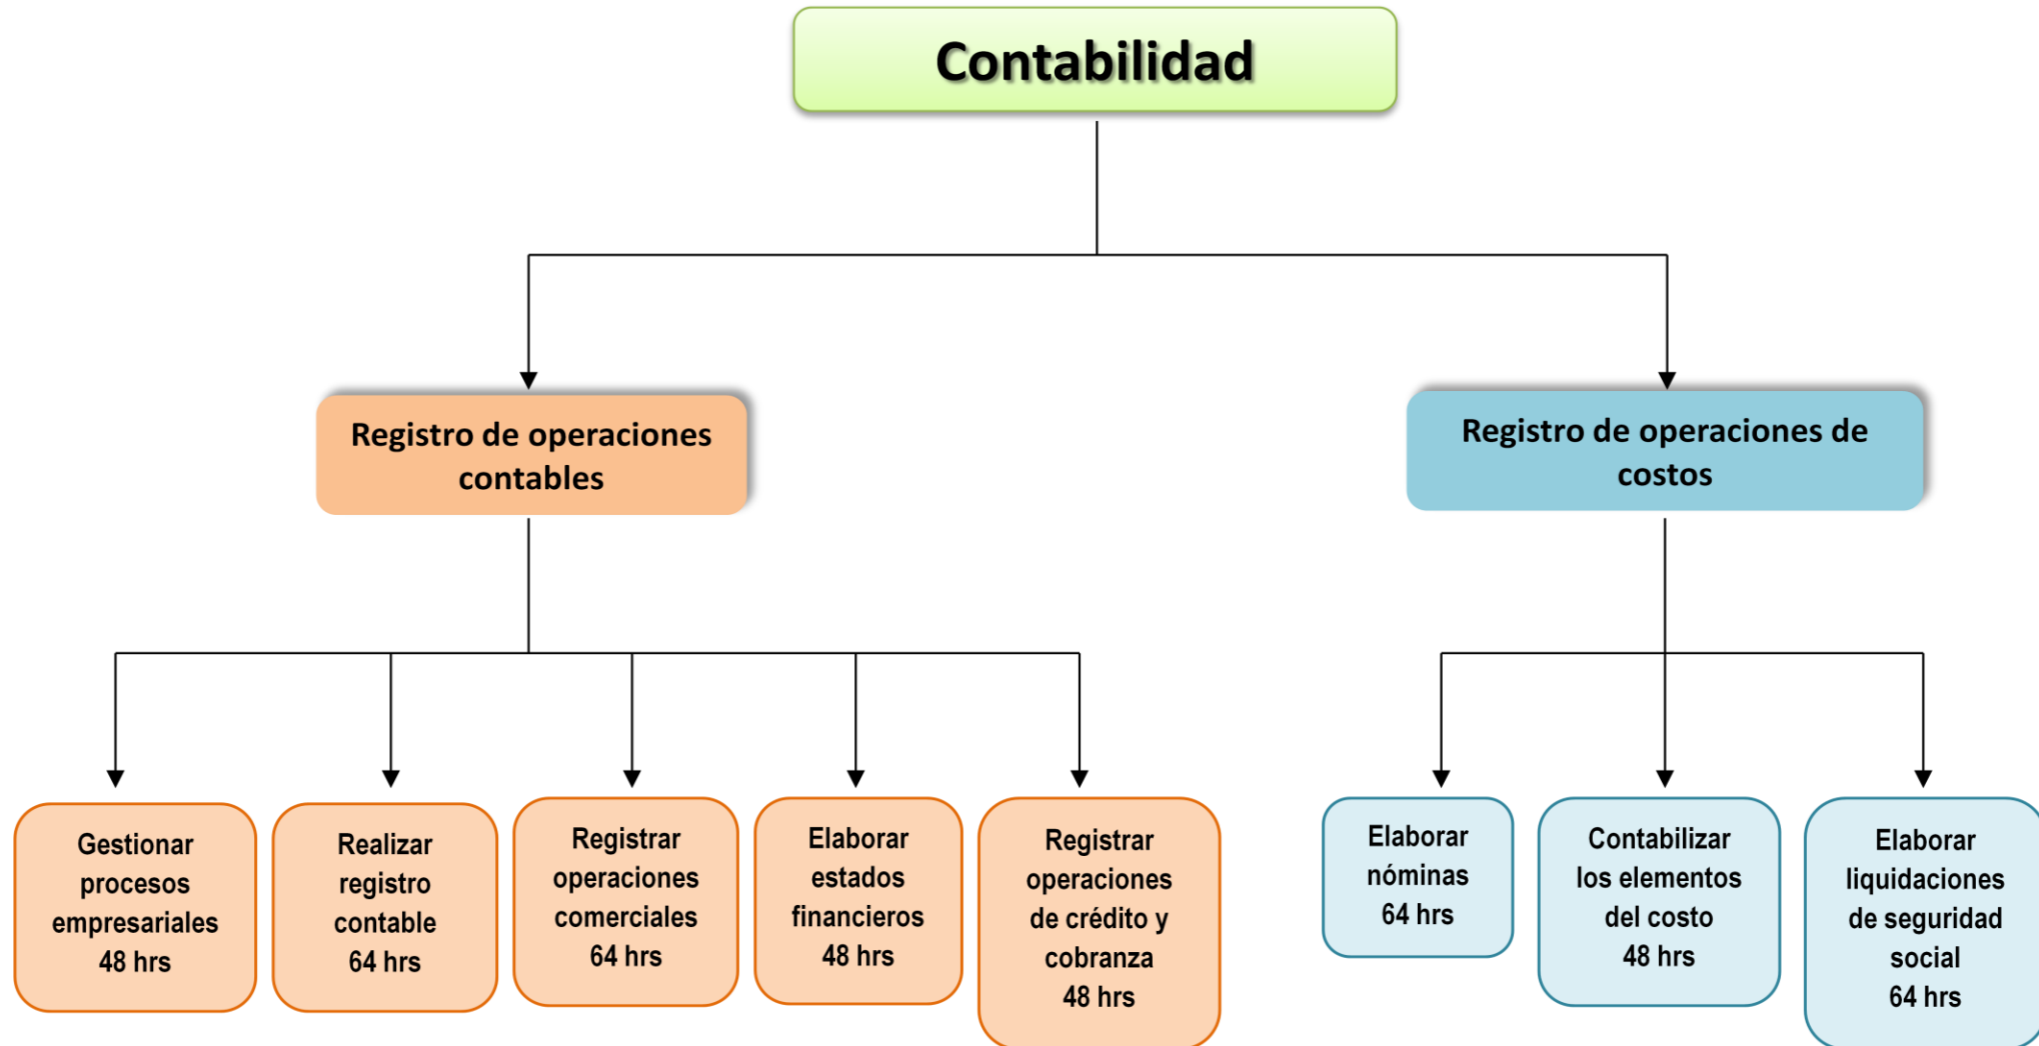 Contabilidad
Registro de operaciones
contables
Registro de operaciones de
costos
Gestionar
procesos
empresariales
48 hrs
Realizar
registro
contable
64 hrs
Registrar
operaciones
comerciales
64 hrs
Elaborar
estados
financieros
48 hrs
Registrar
operaciones
de crédito y
cobranza
48 hrs
Elaborar
nóminas
64 hrs
Contabilizar
los elementos
del costo
48 hrs
Elaborar
liquidaciones
de seguridad
social
64 hrs